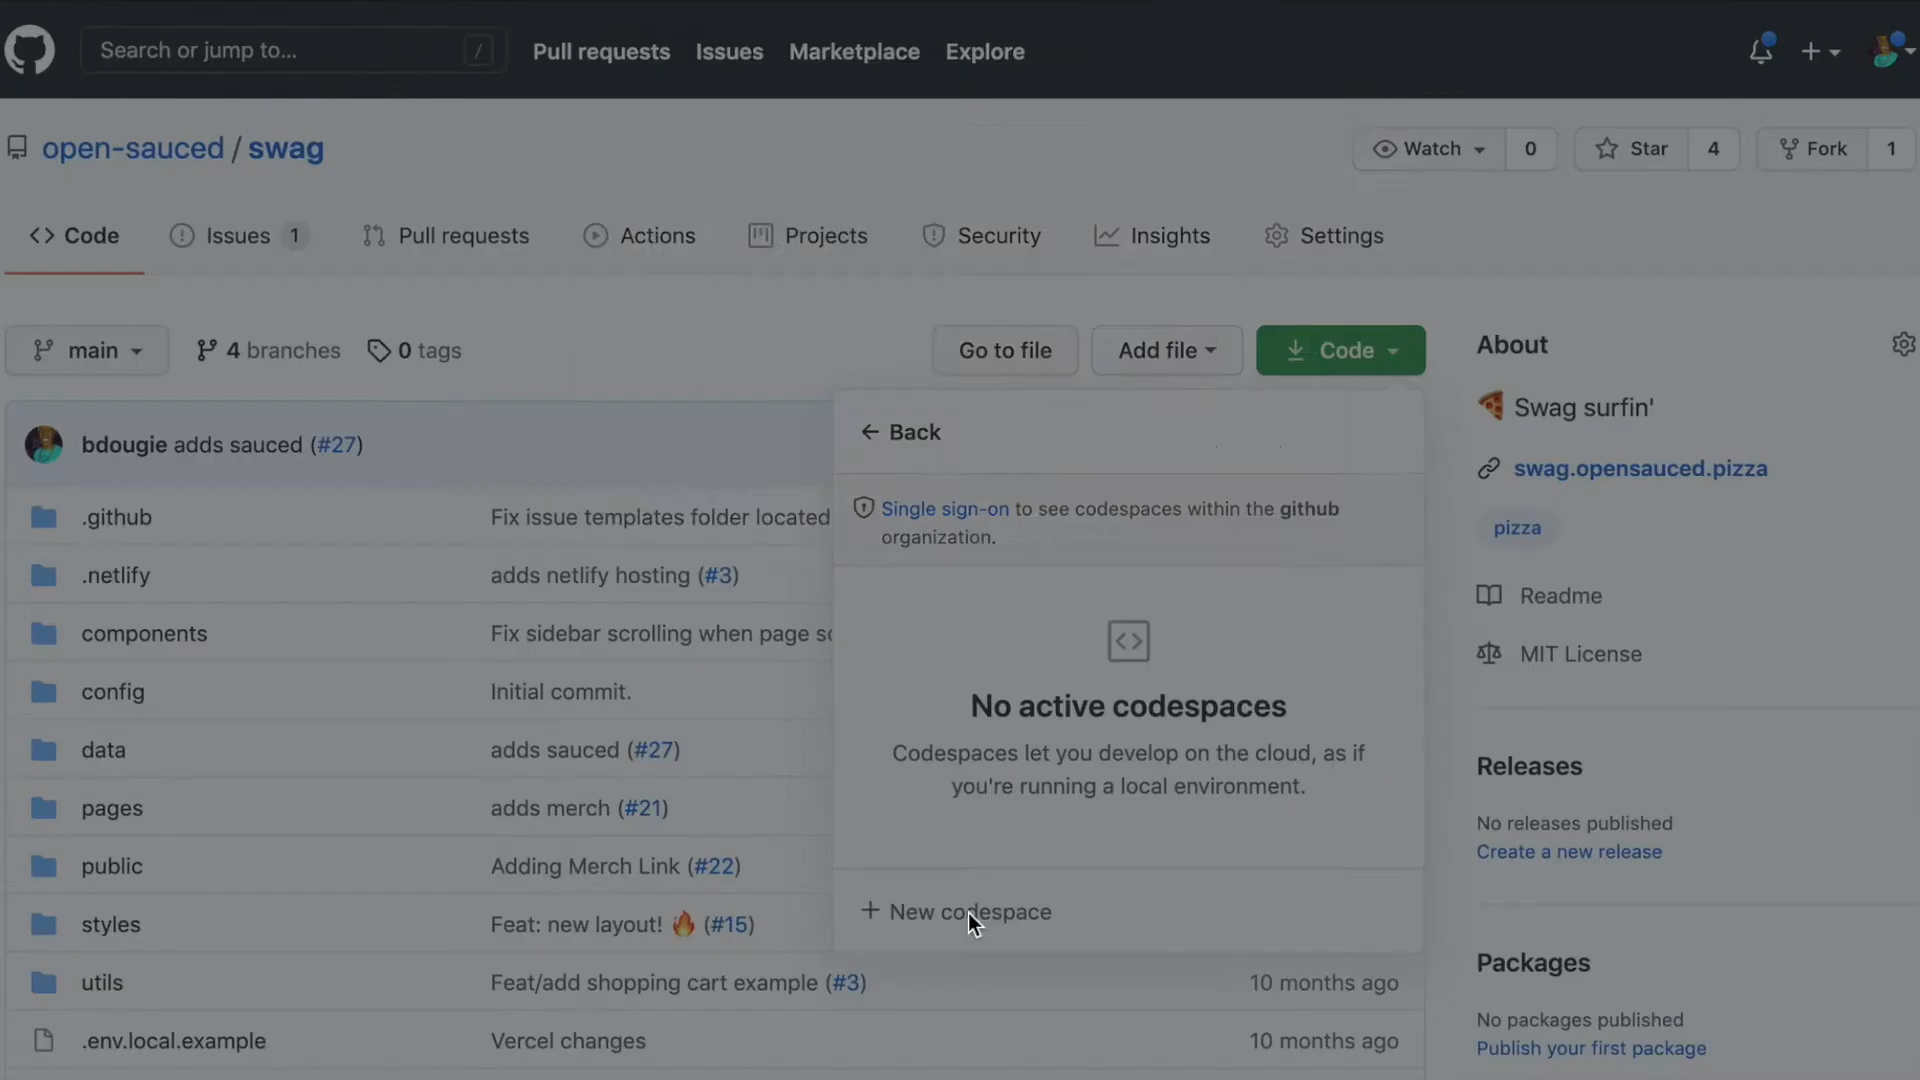 Search or jump to... /
Pull requests Issues Marketplace Explore
open-sauced / swag
Watch 0 Star 4 Fork 1
Code Issues 1 Pull requests Actions Projects Security Insights Settings
main 4 branches 0 tags
Go to file Add file Code
bdougie adds sauced (#27)
.github Fix issue templates folder located
.netlify adds netlify hosting (#3)
components Fix sidebar scrolling when page
config Initial commit.
data adds sauced (#27)
pages adds merch (#21)
public Adding Merch Link (#22)
styles Feat: new layout! 🔥 (#15)
utils Feat/add shopping cart example (#3) 10 months ago
.env.local.example Vercel changes 10 months ago
← Back
Single sign-on to see codespaces within the github
organization.
No active codespaces
Codespaces let you develop on the cloud, as if
you're running a local environment.
+ New codespace
About
🍕 Swag surfin'
swag.opensauced.pizza
pizza
Readme
MIT License
Releases
No releases published
Create a new release
Packages
No packages published
Publish your first package